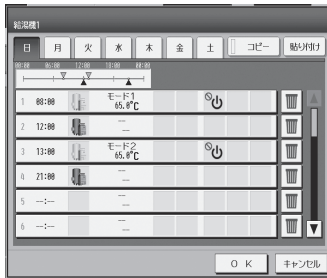 給湯機1
日 月 火 水 木 金 土 コピー 貼り付け
00:00 06:00 12:00 18:00 00:00
1 08:00 モード1 65.0°C
2 12:00 -- --
3 13:00 モード2 65.0°C
4 21:00 -- --
5 --:-- -- --
6 --:-- -- --
OK キャンセル